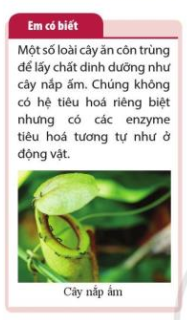 Em có biết
Một số loài cây ăn côn trùng
để lấy chất dinh dưỡng như
cây nắp ấm. Chúng không
có hệ tiêu hoá riêng biệt
nhưng có các enzyme
tiêu hoá tương tự như ở
động vật.
Cây nắp ấm